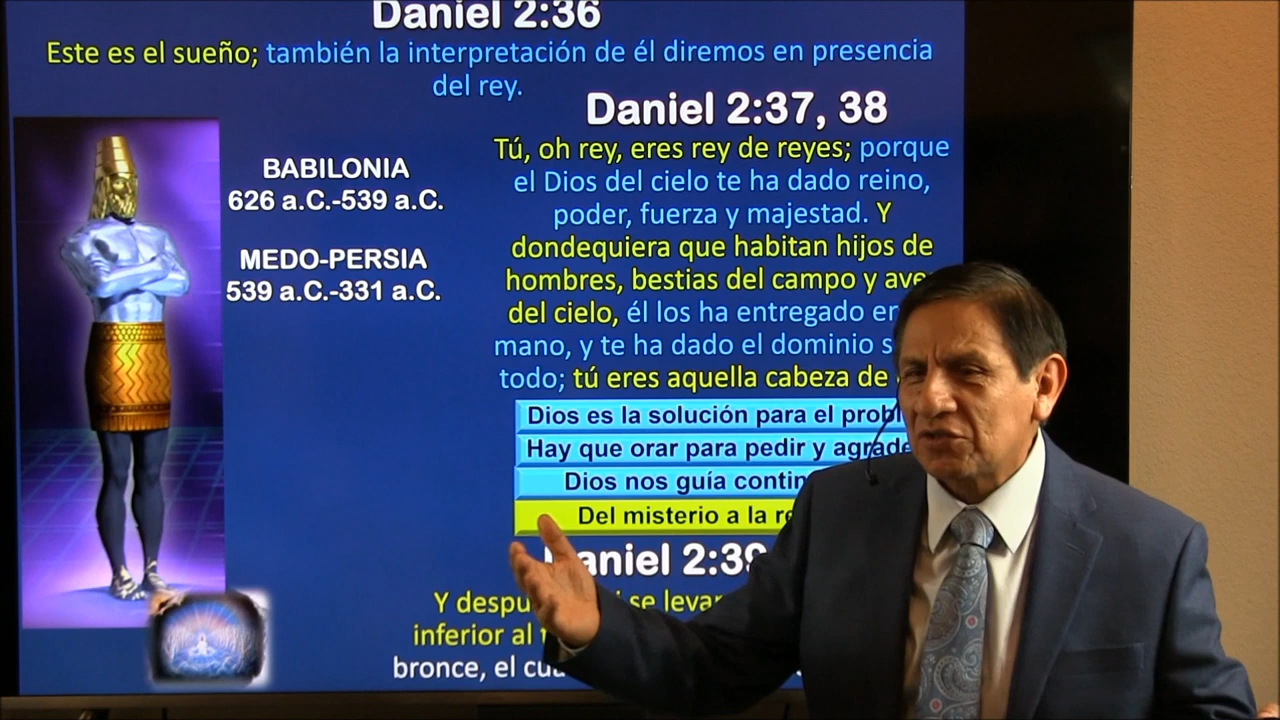 Daniel 2:36
Este es el sueño; también la interpretación de él diremos en presencia
del rey.
BABILONIA
626 a.C.-539 a.C.
MEDO-PERSIA
539 a.C.-331 a.C.
Daniel 2:37, 38
Tú, oh rey, eres rey de reyes; porque
el Dios del cielo te ha dado reino,
poder, fuerza y majestad. Y
dondequiera que habitan hijos de
hombres, bestias del campo y
del cielo, él los ha entregado
mano, y te ha dado el dominio
todo; tú eres aquella cabeza de
Dios es la solución para el
Hay que orar para pedir y
Dios nos guía
Del misterio a la
Daniel 2:39
Y
inferior al
bronce, el